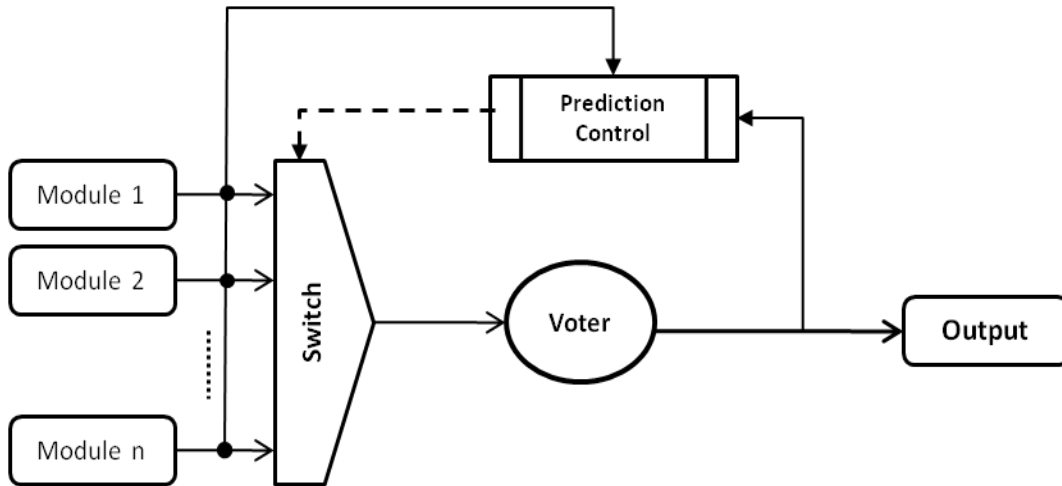 Prediction
Control
Module 1
Module 2
Module n
Switch
Voter
Output